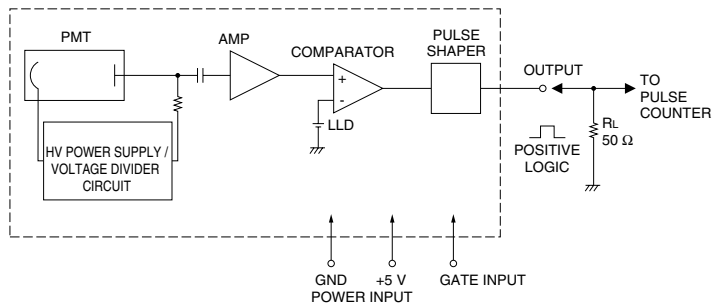 PMT
AMP
COMPARATOR
PULSE
SHAPER
+
-
LLD
HV POWER SUPPLY /
VOLTAGE DIVIDER
CIRCUIT
OUTPUT
TO
PULSE
COUNTER
RL
50 Ω
POSITIVE
LOGIC
GND
+5 V
POWER INPUT
GATE INPUT